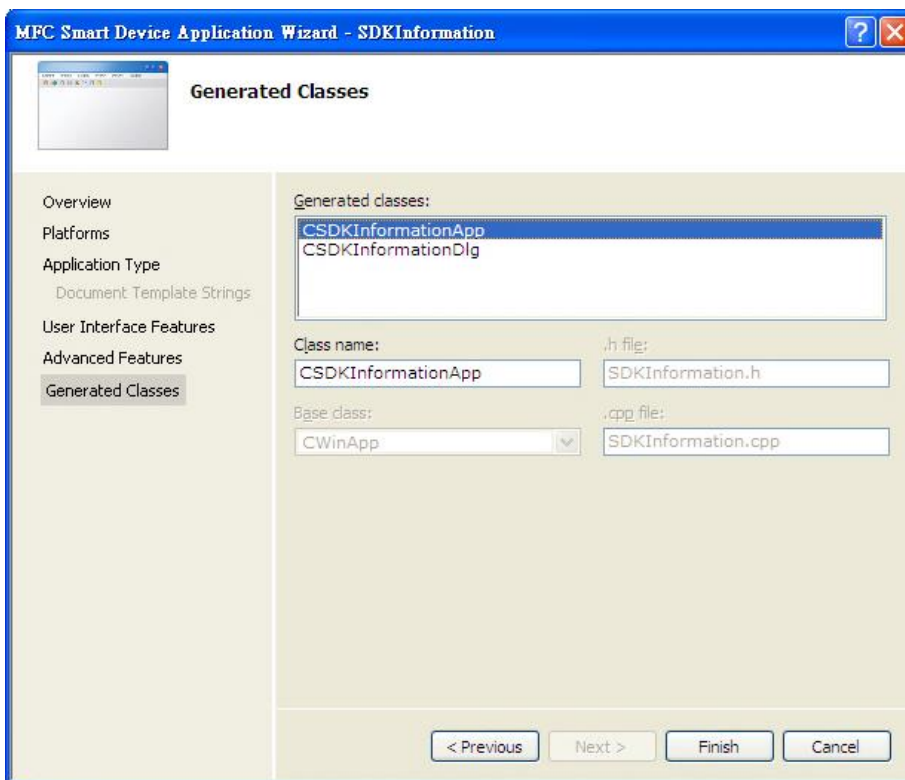 MFC Smart Device Application Wizard - SDKInformation
Generated Classes
Overview
Platforms
Application Type
Document Template Strings
User Interface Features
Advanced Features
Generated Classes
Generated classes:
CSDKInformationApp
CSDKInformationDlg
Class name:
.h file:
CSDKInformationApp
SDKInformation.h
Base class:
.cpp file:
CWinApp
SDKInformation.cpp
< Previous
Next >
Finish
Cancel